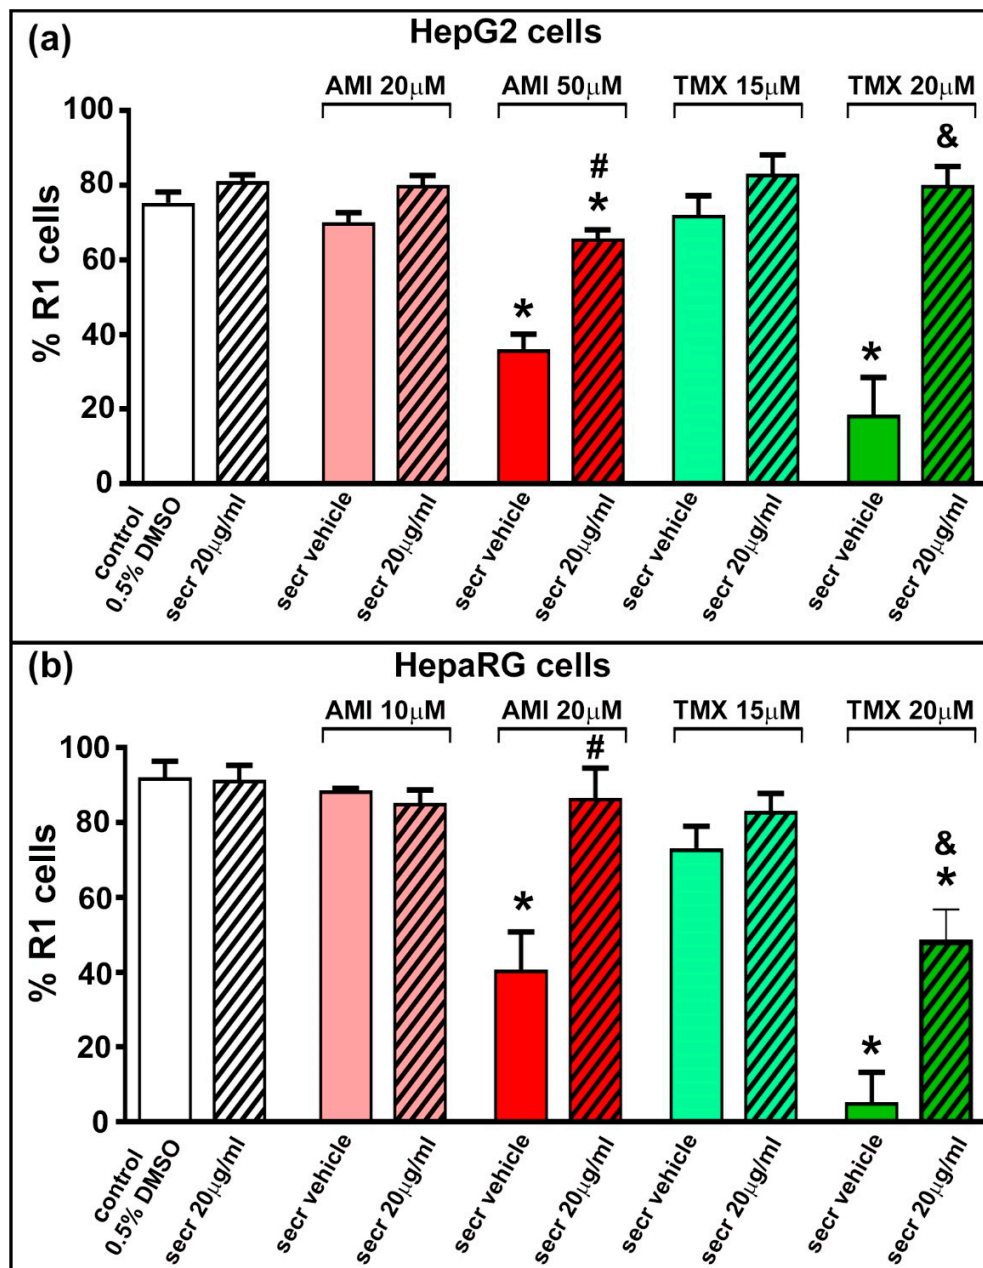 (a)
HepG2 cells
AMI 20μM AMI 50μM TMX 15μM TMX 20μM
% R1 cells
100
80
60
40
20
0
#
*
*
*
&
control
0.5% DMSO
secr 20μg/ml
secr vehicle
secr 20μg/ml
secr vehicle
secr 20μg/ml
secr vehicle
secr 20μg/ml
secr vehicle
secr 20μg/ml
(b)
HepaRG cells
AMI 10μM AMI 20μM TMX 15μM TMX 20μM
% R1 cells
100
80
60
40
20
0
*
#
*
&
*
control
0.5% DMSO
secr 20μg/ml
secr vehicle
secr 20μg/ml
secr vehicle
secr 20μg/ml
secr vehicle
secr 20μg/ml
secr vehicle
secr 20μg/ml